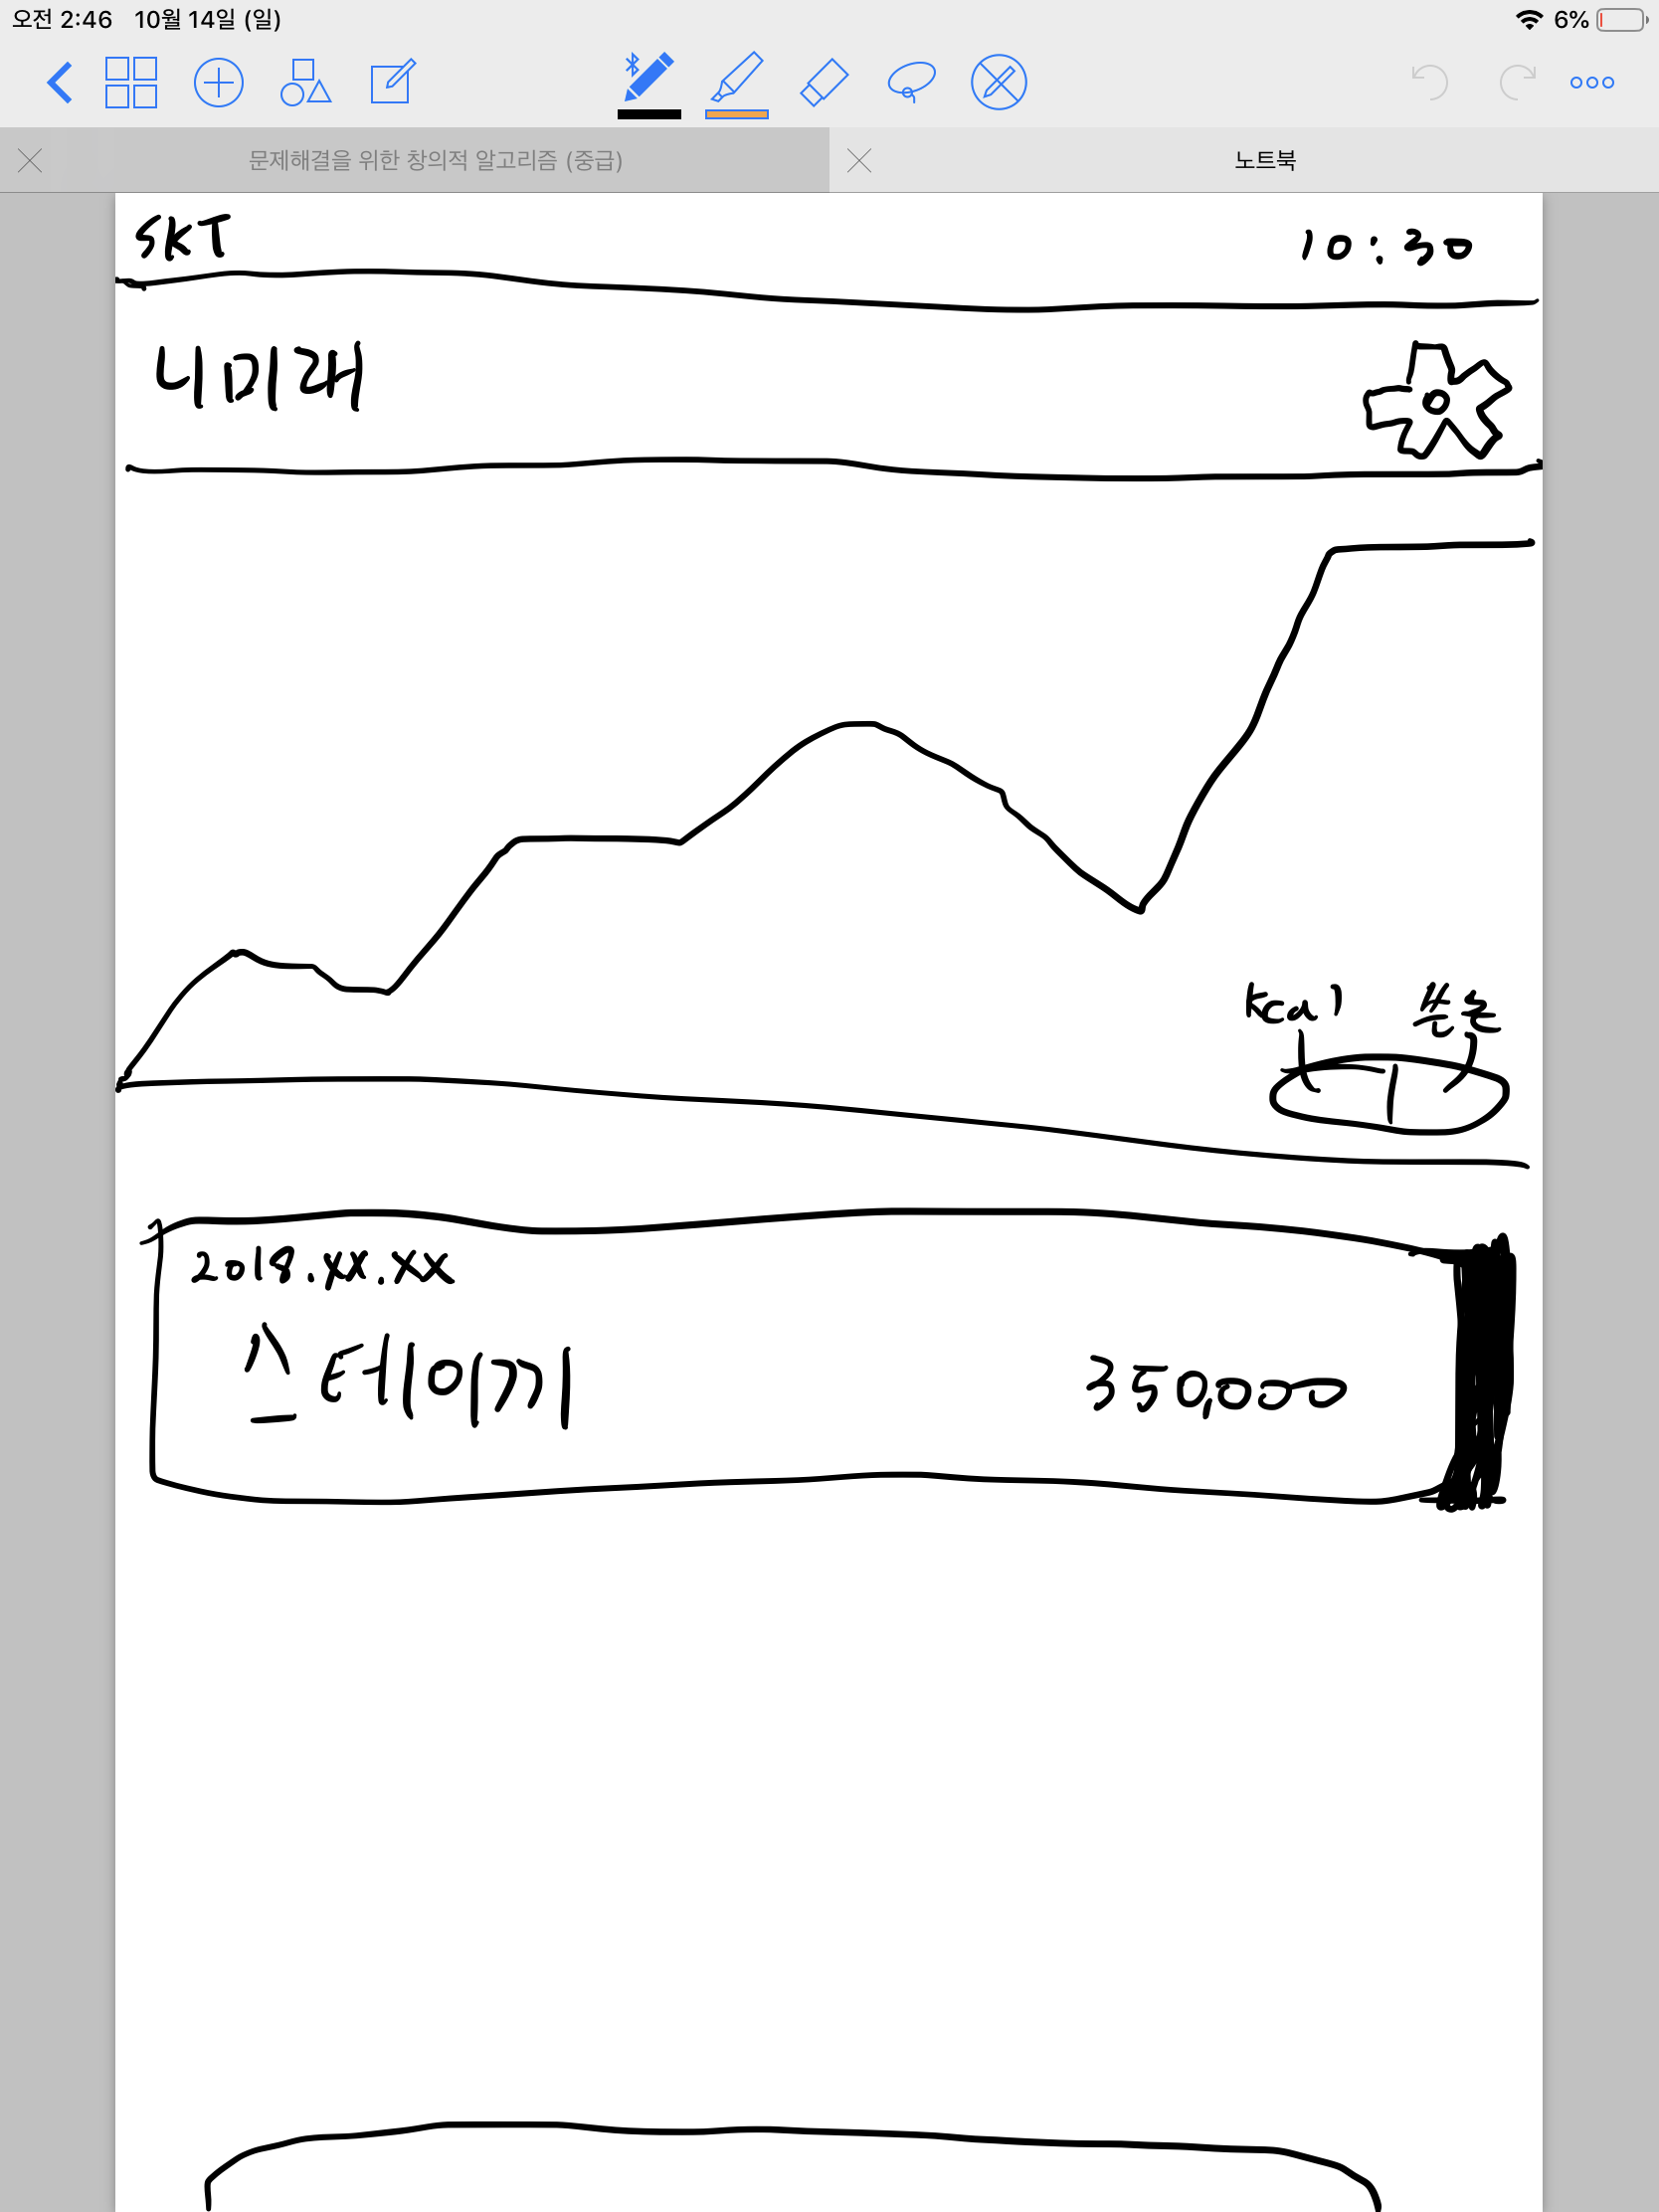 오전 2:46 10월 14일 (일) 6%
문제해결을 위한 창의적 알고리즘 (중급) 노트북
SKT 10:30
니미래
Kcal 쓴돈
2018.xx.xx
스테이끼 350,000